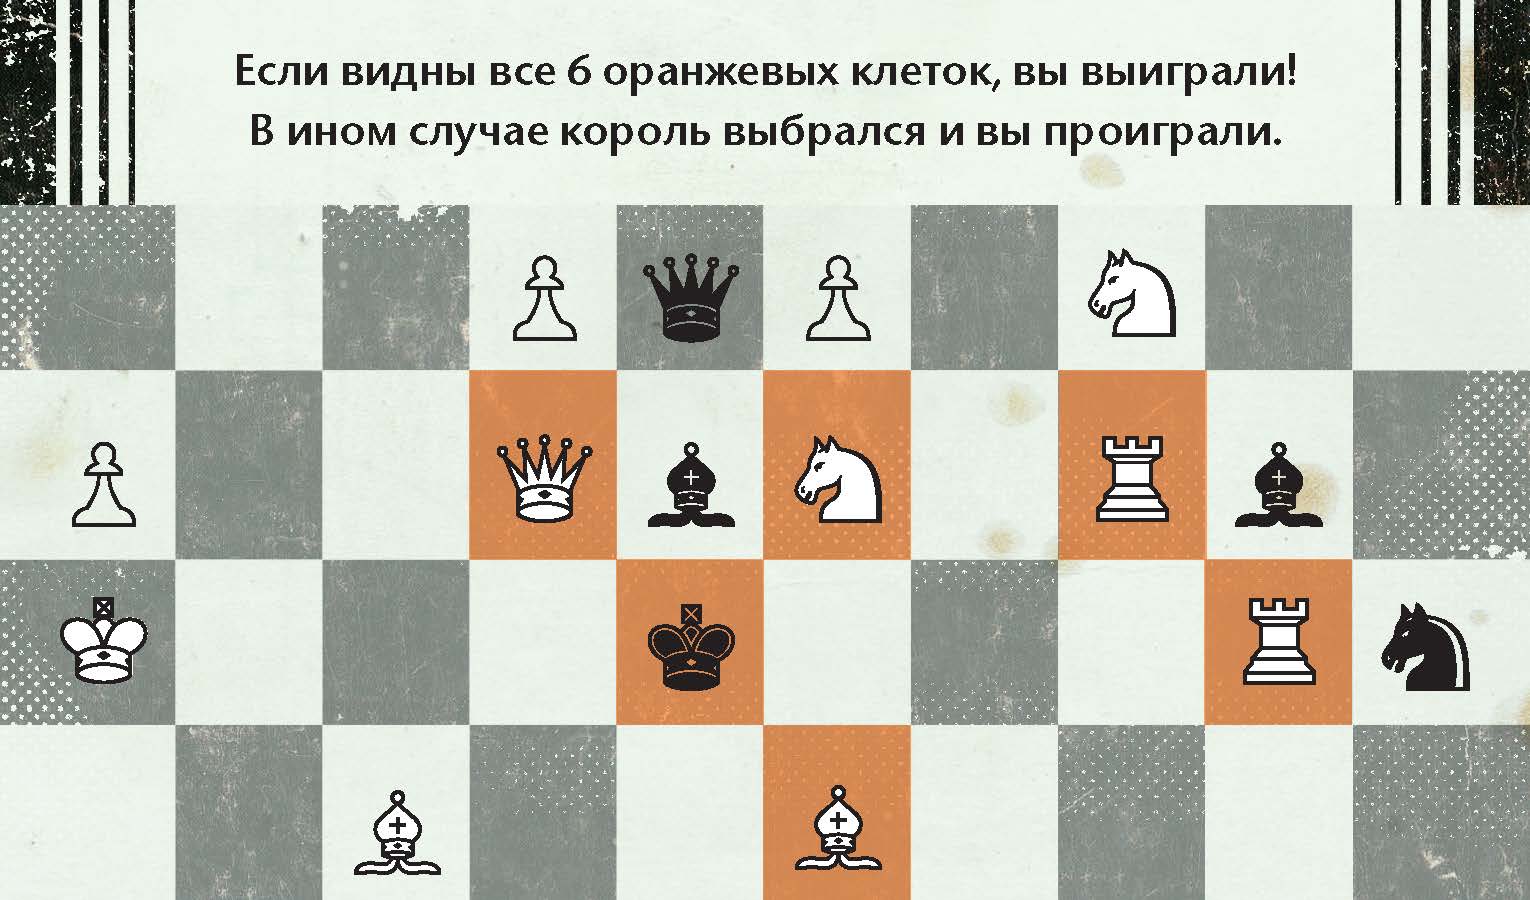 Если видны все 6 оранжевых клеток, вы выиграли!
В ином случае король выбрался и вы проиграли.